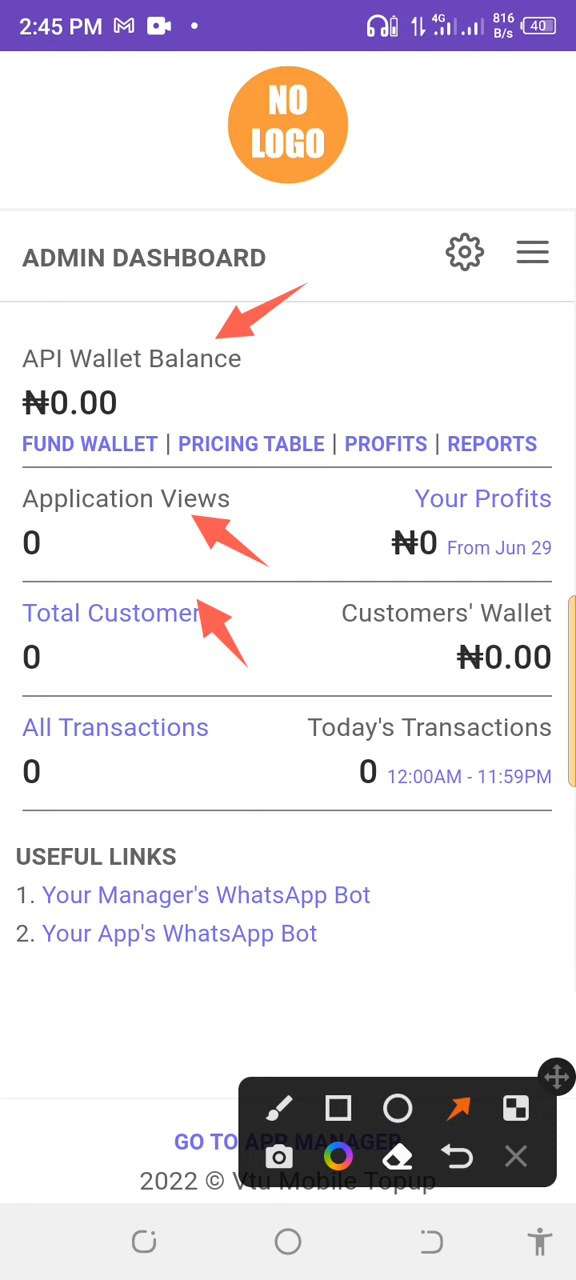 2:45 PM 4G 816 B/s 40
NO
LOGO
ADMIN DASHBOARD
API Wallet Balance
₦0.00
FUND WALLET | PRICING TABLE | PROFITS | REPORTS
Application Views Your Profits
0 ₦0 From Jun 29
Total Customer Customers' Wallet
0 ₦0.00
All Transactions Today's Transactions
0 0 12:00AM - 11:59PM
USEFUL LINKS
1. Your Manager's WhatsApp Bot
2. Your App's WhatsApp Bot
GO TO APP MANAGER
2022 © Vtu Mobile Topup